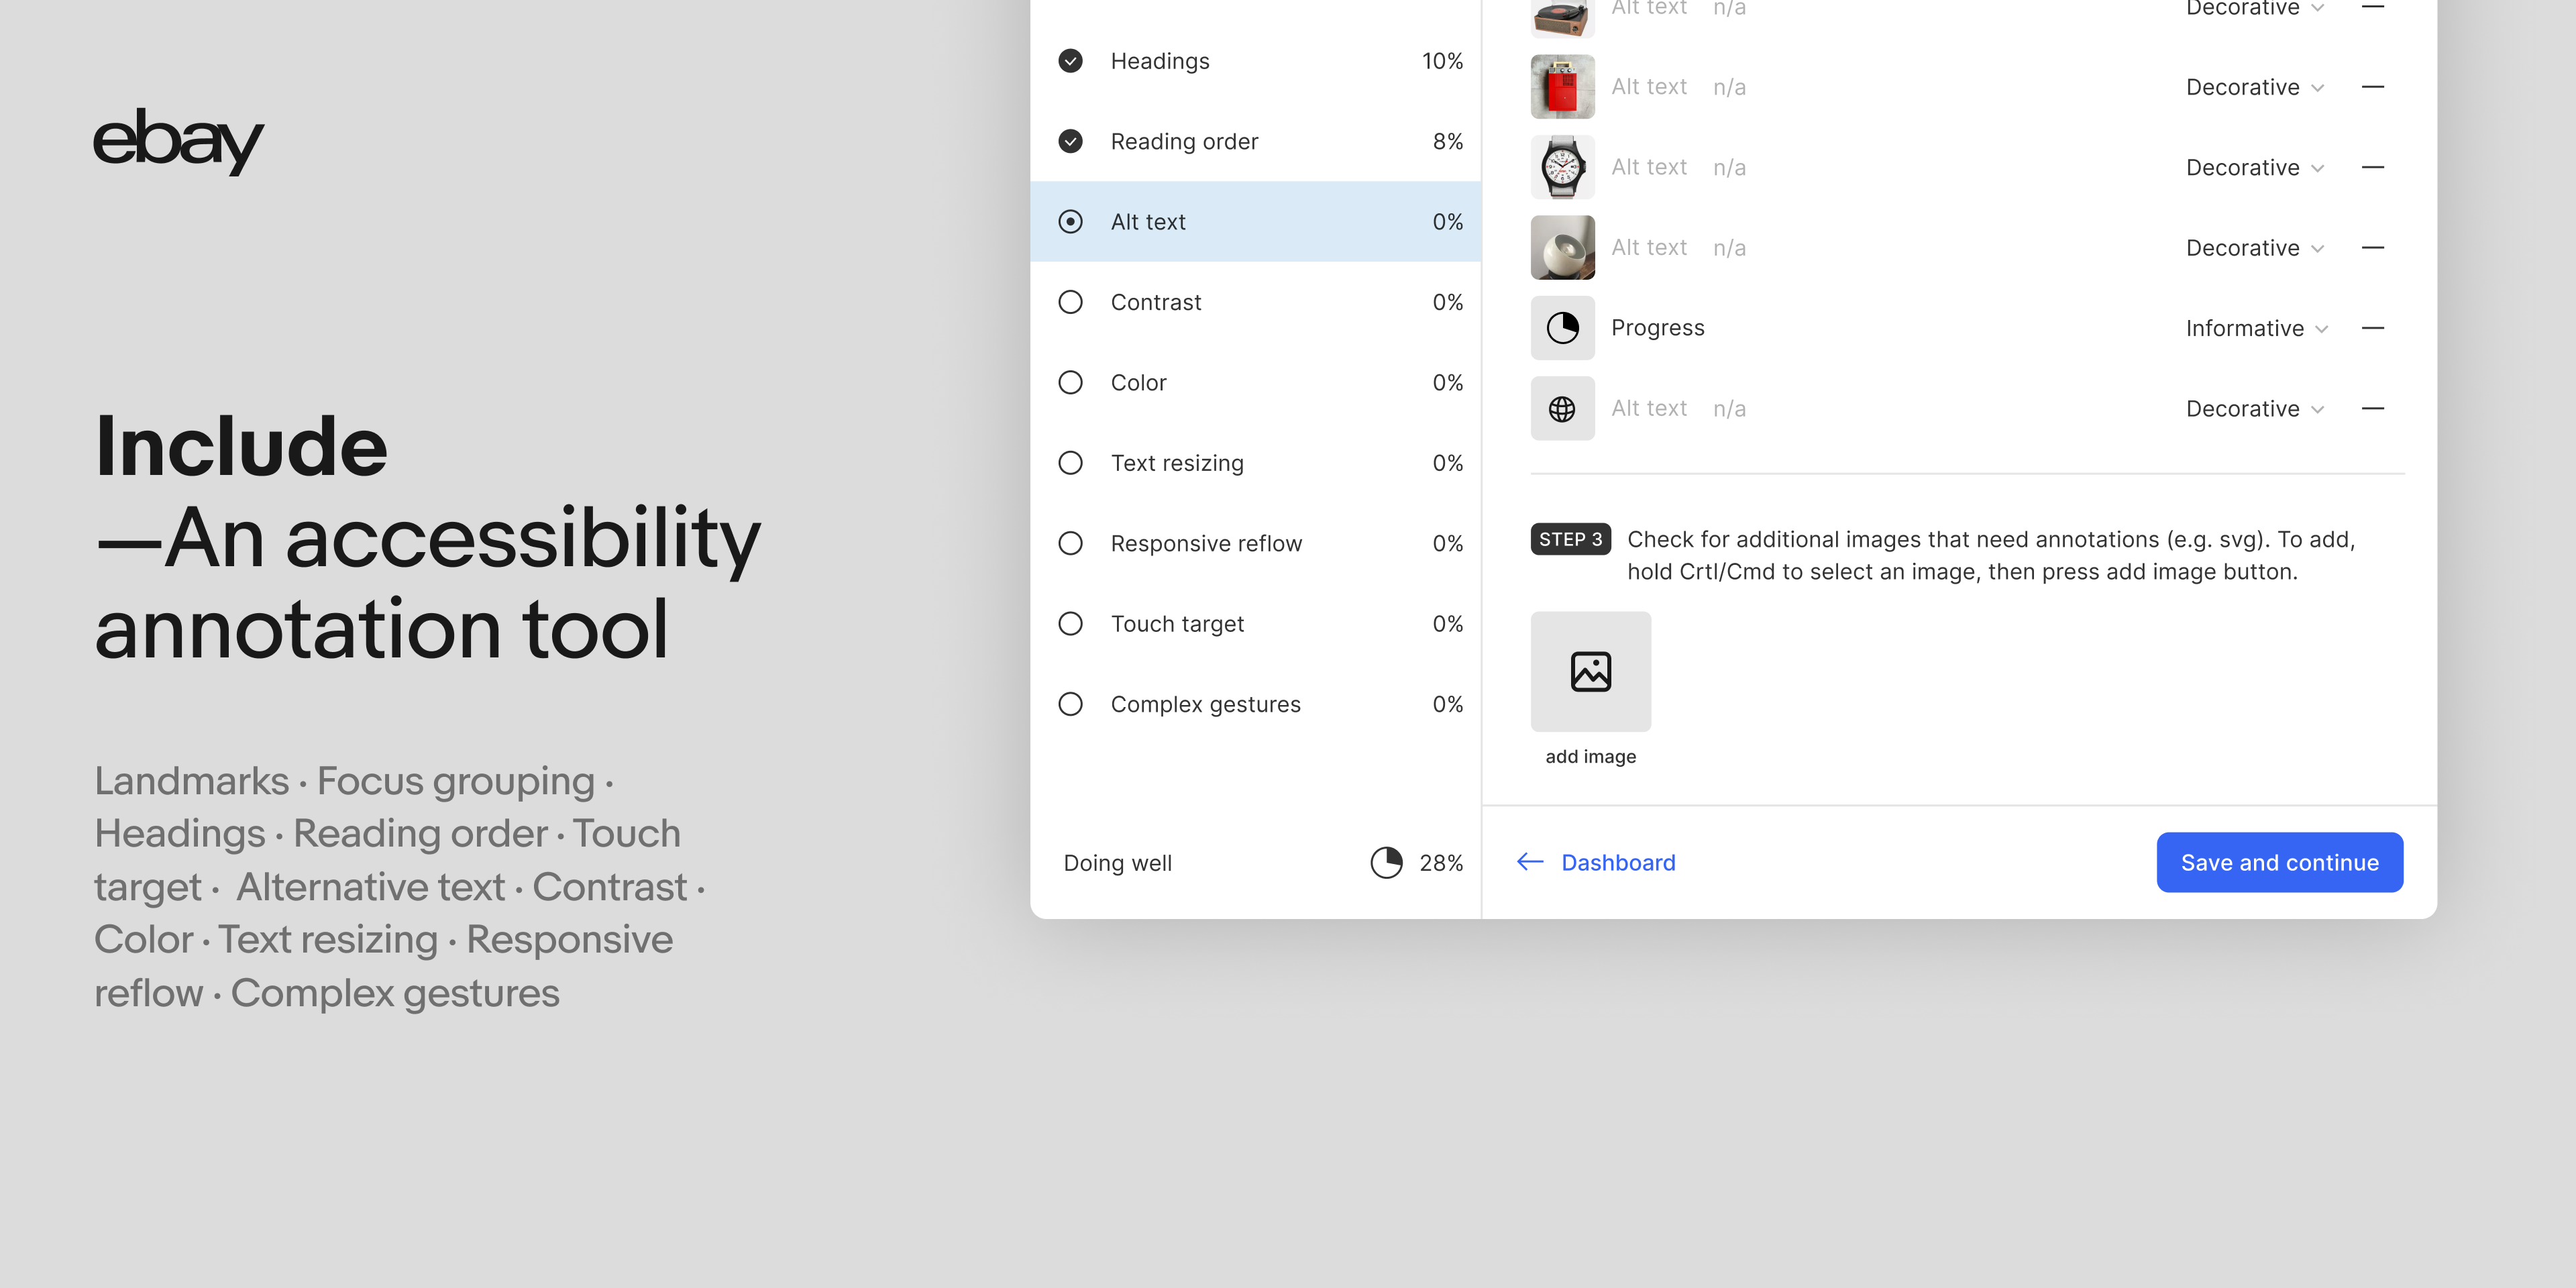 ebay
Include
—An accessibility
annotation tool
Landmarks · Focus grouping ·
Headings · Reading order · Touch
target · Alternative text · Contrast ·
Color · Text resizing · Responsive
reflow · Complex gestures
Headings 10%
Reading order 8%
Alt text 0%
Contrast 0%
Color 0%
Text resizing 0%
Responsive reflow 0%
Touch target 0%
Complex gestures 0%
Doing well 28%
Alt text n/a Decorative
Alt text n/a Decorative
Alt text n/a Decorative
Alt text n/a Decorative
Progress Informative
Alt text n/a Decorative
STEP 3 Check for additional images that need annotations (e.g. svg). To add,
hold Crtl/Cmd to select an image, then press add image button.
add image
← Dashboard
Save and continue